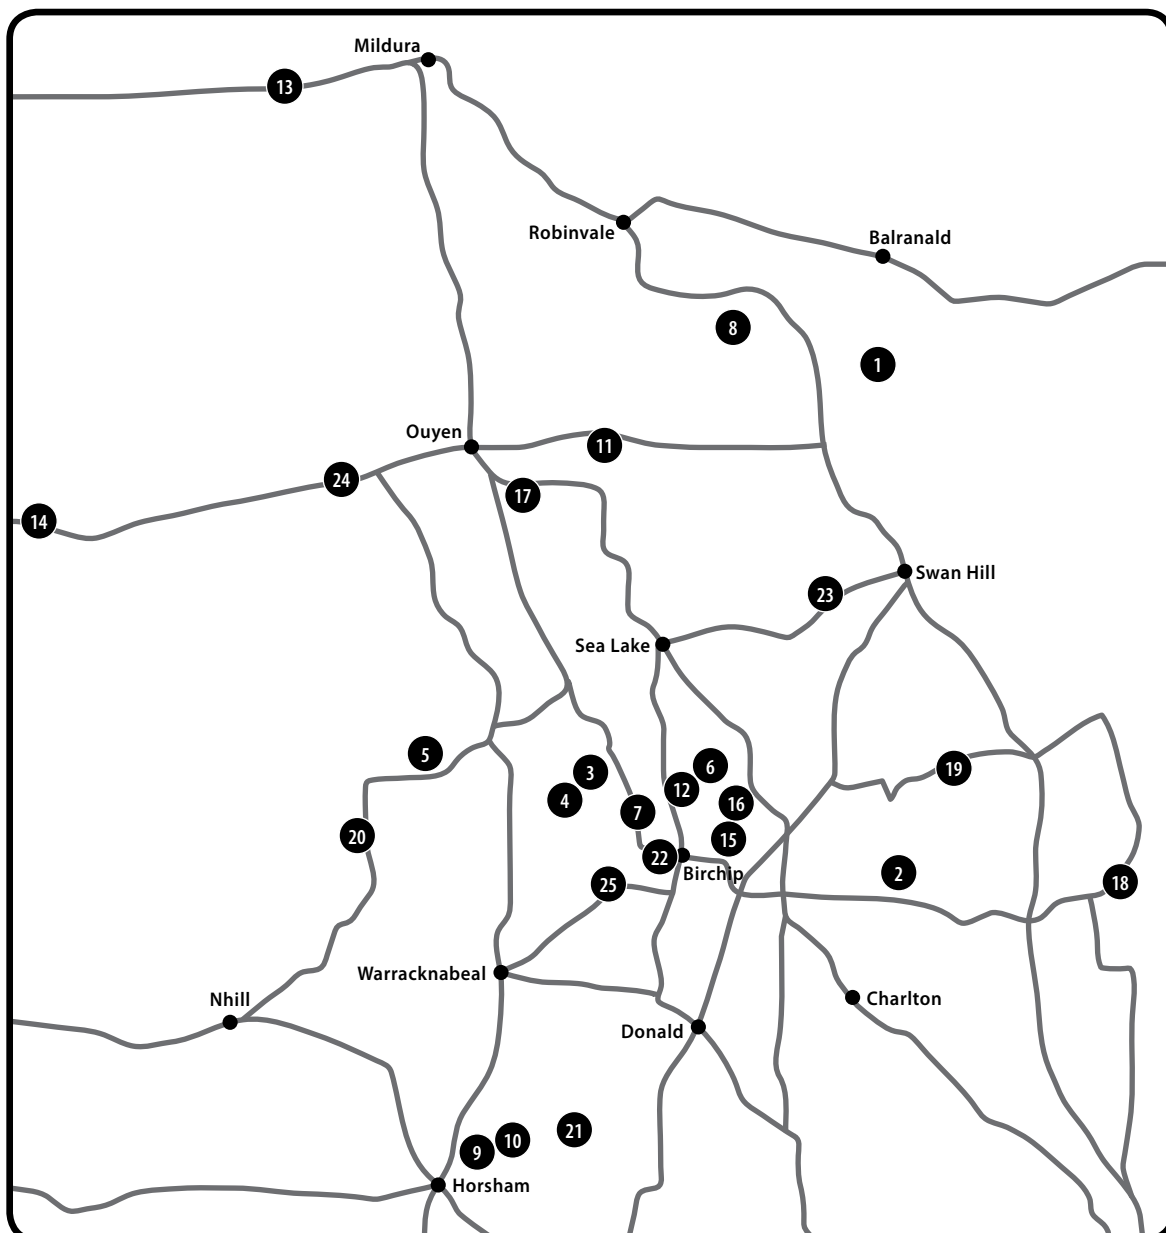 Mildura
13
Robinvale
Balranald
8
1
Ouyen
11
24
17
14
Swan Hill
23
Sea Lake
5
3
6
19
12
4
16
7
20
15
22
Birchip
2
25
18
Warracknabeal
Nhill
Charlton
Donald
21
10
9
Horsham